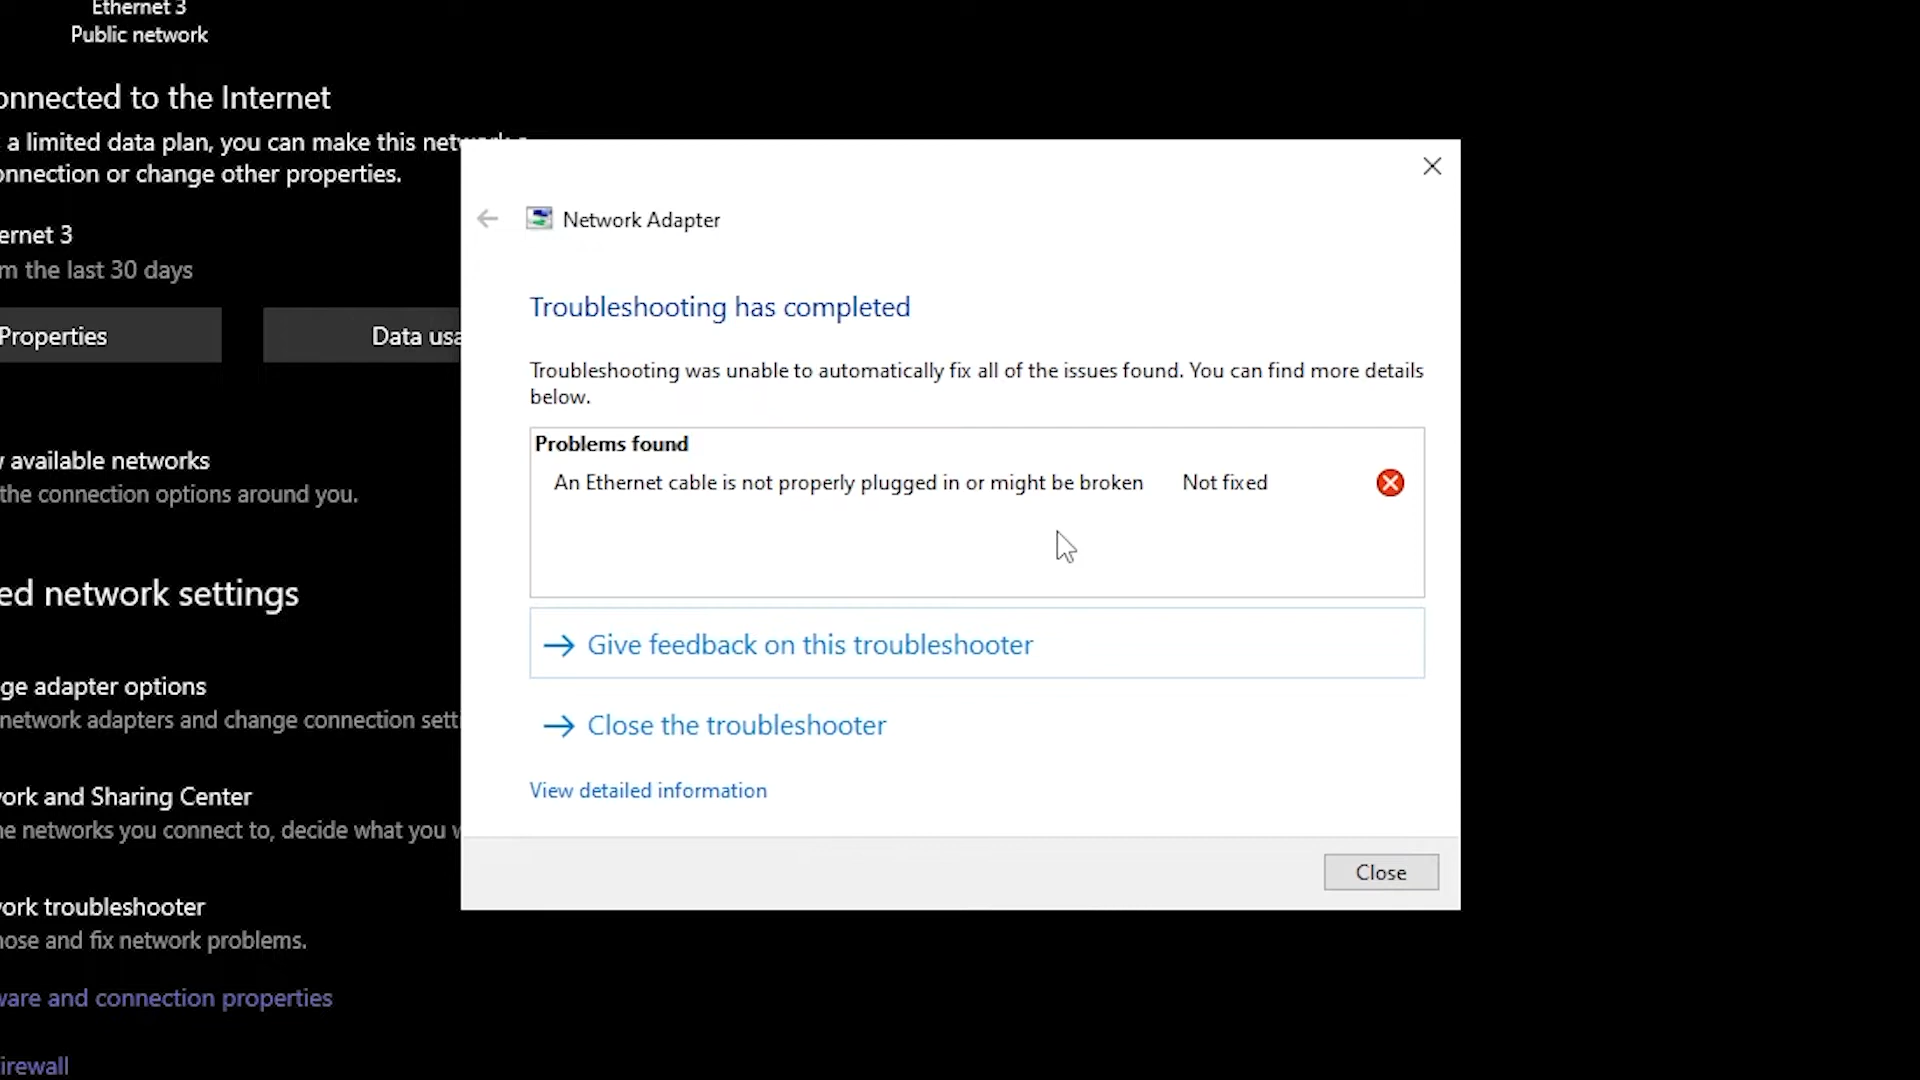 Ethernet 3
Public network
onnected to the Internet
a limited data plan, you can make this
onnection or change other properties.
ernet 3
m the last 30 days
Properties
Data usa
available networks
the connection options around you.
ed network settings
ge adapter options
network adapters and change connection sett
ork and Sharing Center
e networks you connect to, decide what you
ork troubleshooter
ose and fix network problems.
ware and connection properties
irewall
Network Adapter
Troubleshooting has completed
Troubleshooting was unable to automatically fix all of the issues found. You can find more details
below.
Problems found
An Ethernet cable is not properly plugged in or might be broken Not fixed
Give feedback on this troubleshooter
Close the troubleshooter
View detailed information
Close